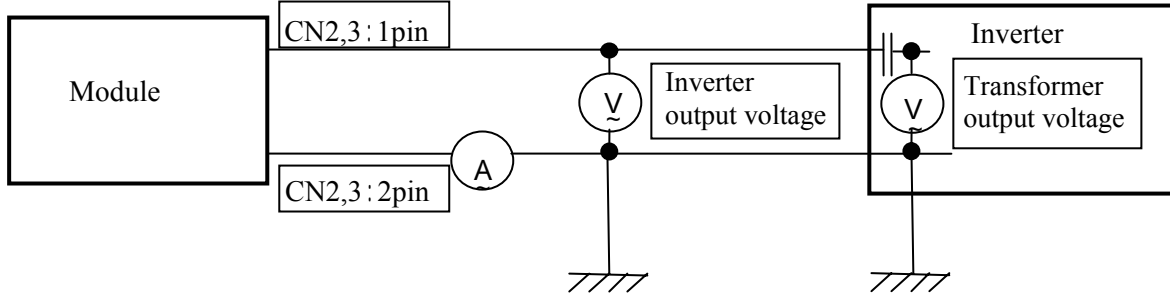 CN2,3:1pin
Inverter
Module
V
~
Inverter
output voltage
V
~
Transformer
output voltage
A
~
CN2,3:2pin